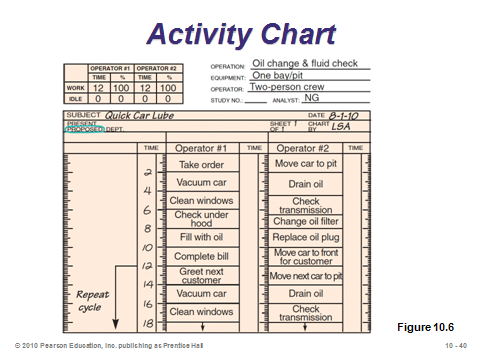 Activity Chart
OPERATOR #1 OPERATOR #2
TIME % TIME %
WORK 12 100 12 100
IDLE 0 0 0 0
OPERATION: Oil change & fluid check
EQUIPMENT: One bay/pit
OPERATOR: Two-person crew
STUDY NO.: ANALYST: NG
SUBJECT Quick Car Lube DATE 8-1-10
PRESENT
PROPOSED DEPT.
SHEET 1 CHART
OF 1 BY LSA
TIME Operator #1 TIME Operator #2 TIME
Take order
Move car to pit
2
Vacuum car
Drain oil
4
Clean windows
Check
transmission
6
Check under
hood
Change oil filter
8
Fill with oil
Replace oil plug
10
Complete bill
Move car to front
for customer
12
Greet next
customer
Move next car to pit
Repeat
cycle
14
Vacuum car
Drain oil
16
Clean windows
Check
transmission
18
Figure 10.6
© 2010 Pearson Education, Inc. publishing as Prentice Hall
10 - 40